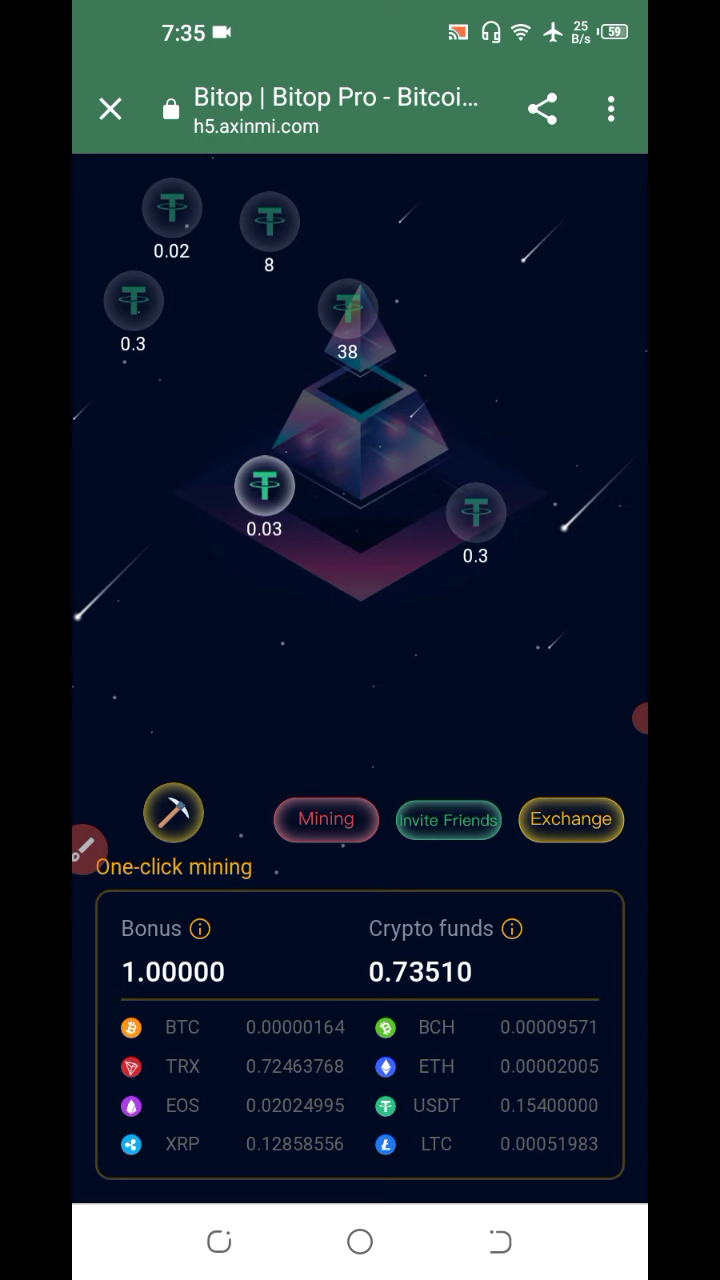 7:35
25
B/s
59
Bitop | Bitop Pro - Bitcoi...
h5.axinmi.com
0.02
8
0.3
38
0.03
0.3
Mining
Invite Friends
Exchange
One-click mining
Bonus
Crypto funds
1.00000
0.73510
BTC 0.00000164 BCH 0.00009571
TRX 0.72463768 ETH 0.00002005
EOS 0.02024995 USDT 0.15400000
XRP 0.12858556 LTC 0.00051983